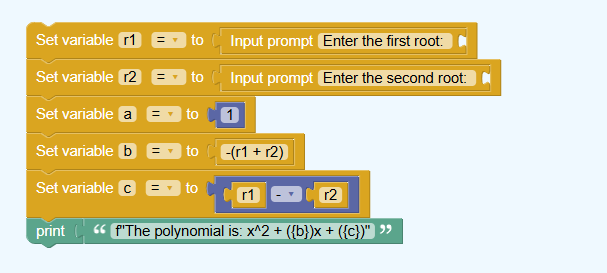 Set variable r1 = to Input prompt Enter the first root:
Set variable r2 = to Input prompt Enter the second root:
Set variable a = to 1
Set variable b = to -(r1 + r2)
Set variable c = to r1 - r2
print “ f"The polynomial is: x^2 + ({b})x + ({c})" ”